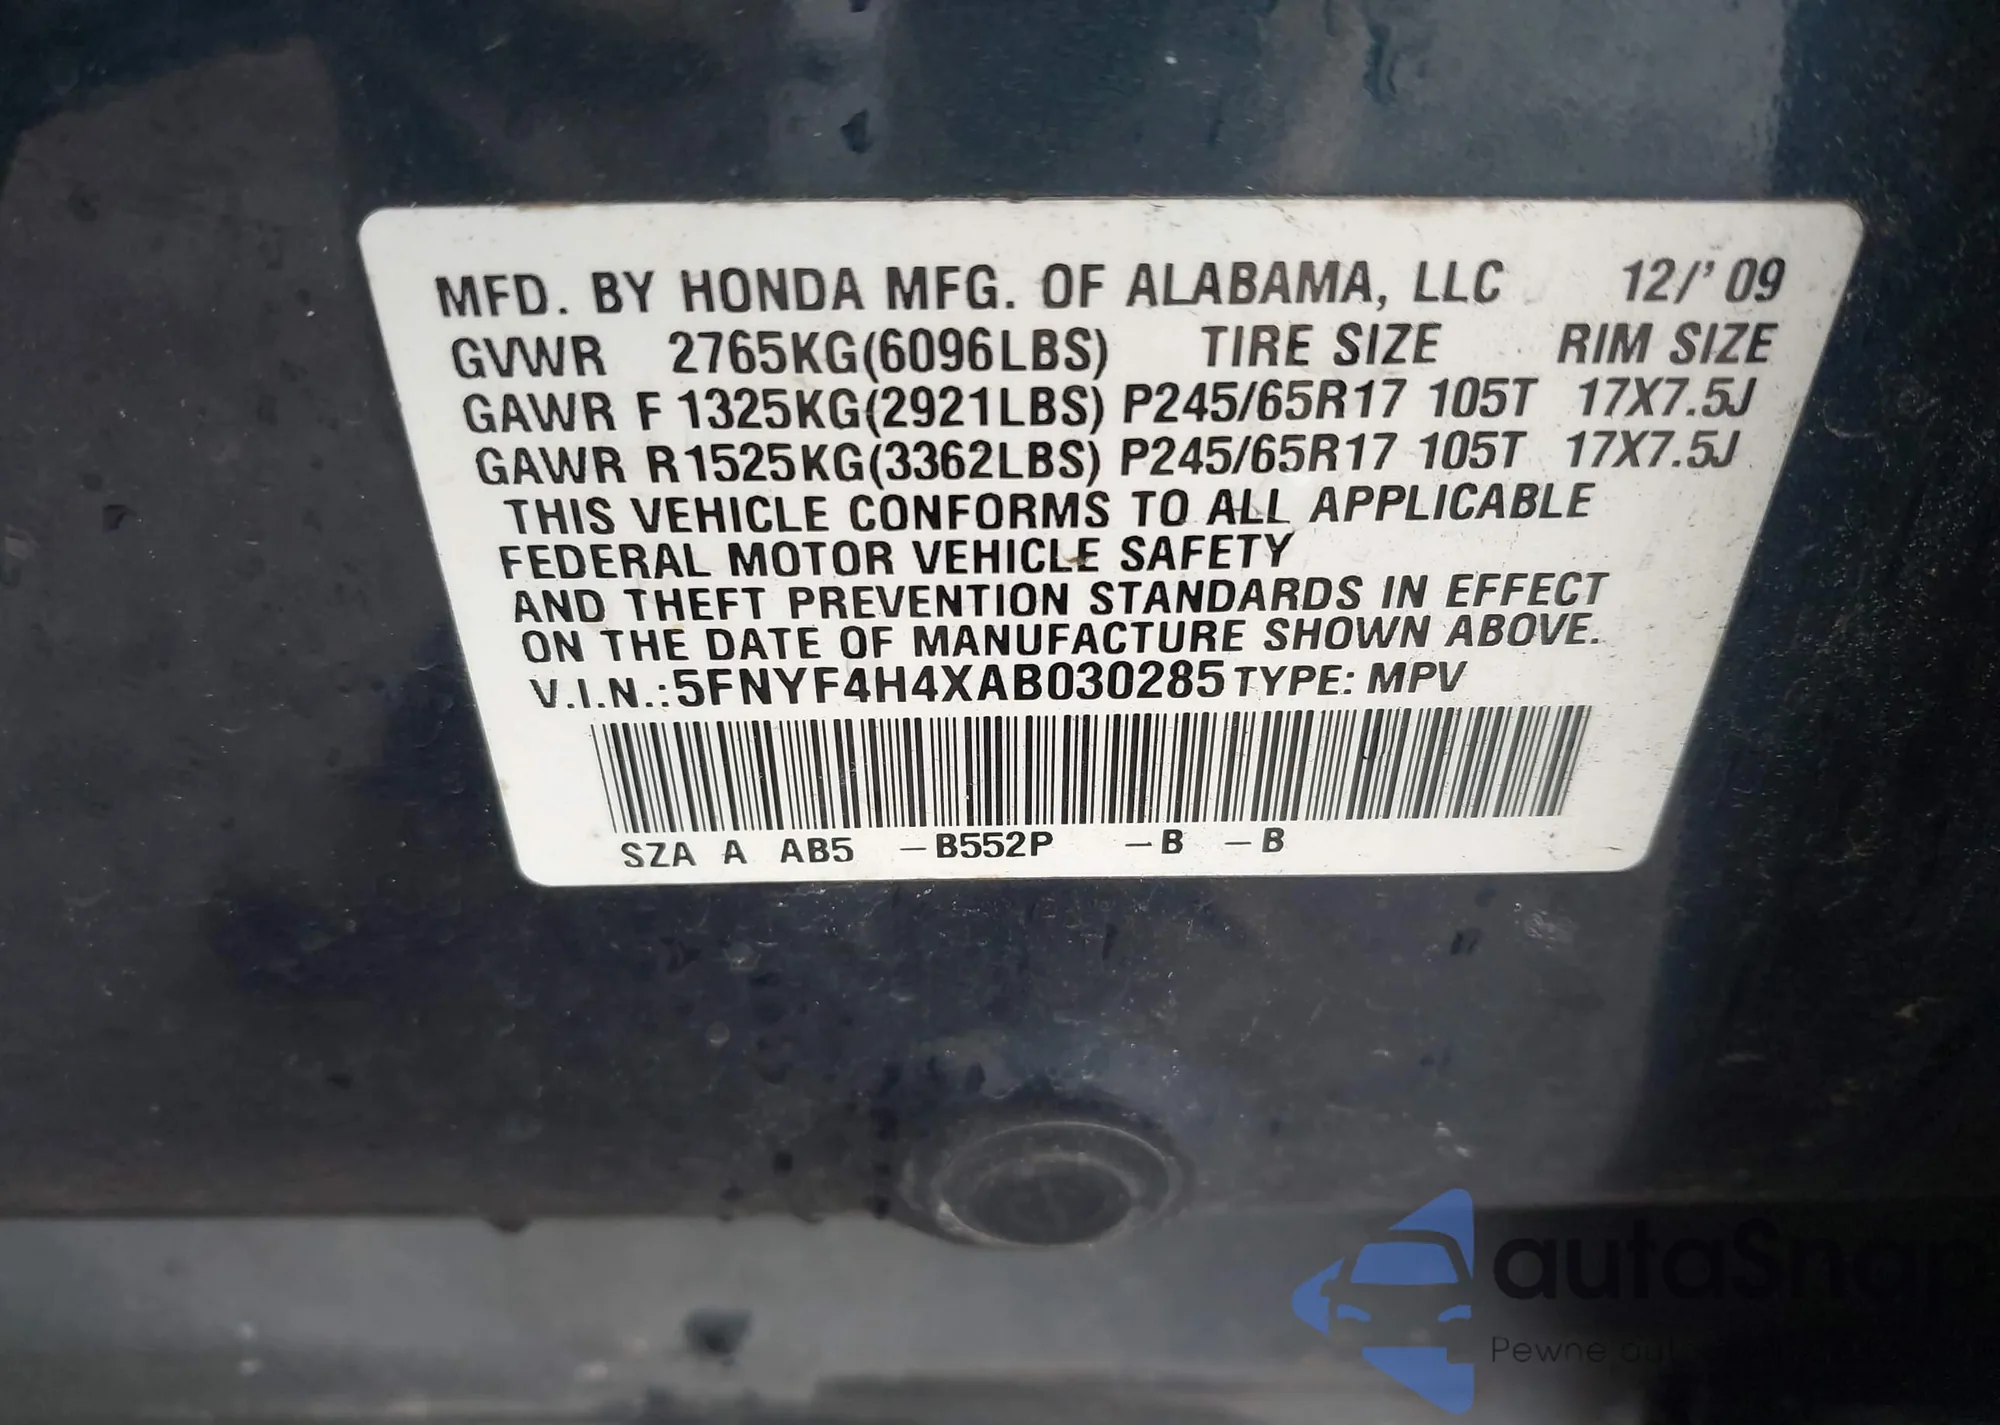 MFD. BY HONDA MFG. OF ALABAMA, LLC 12/'09
GVWR 2765KG(6096LBS) TIRE SIZE RIM SIZE
GAWR F 1325KG(2921LBS) P245/65R17 105T 17X7.5J
GAWR R1525KG(3362LBS) P245/65R17 105T 17X7.5J
THIS VEHICLE CONFORMS TO ALL APPLICABLE
FEDERAL MOTOR VEHICLE SAFETY
AND THEFT PREVENTION STANDARDS IN EFFECT
ON THE DATE OF MANUFACTURE SHOWN ABOVE.
V.I.N.:5FNYF4H4XAB030285 TYPE: MPV
SZA A AB5 -B552P -B -B
autaSnap
Pewne